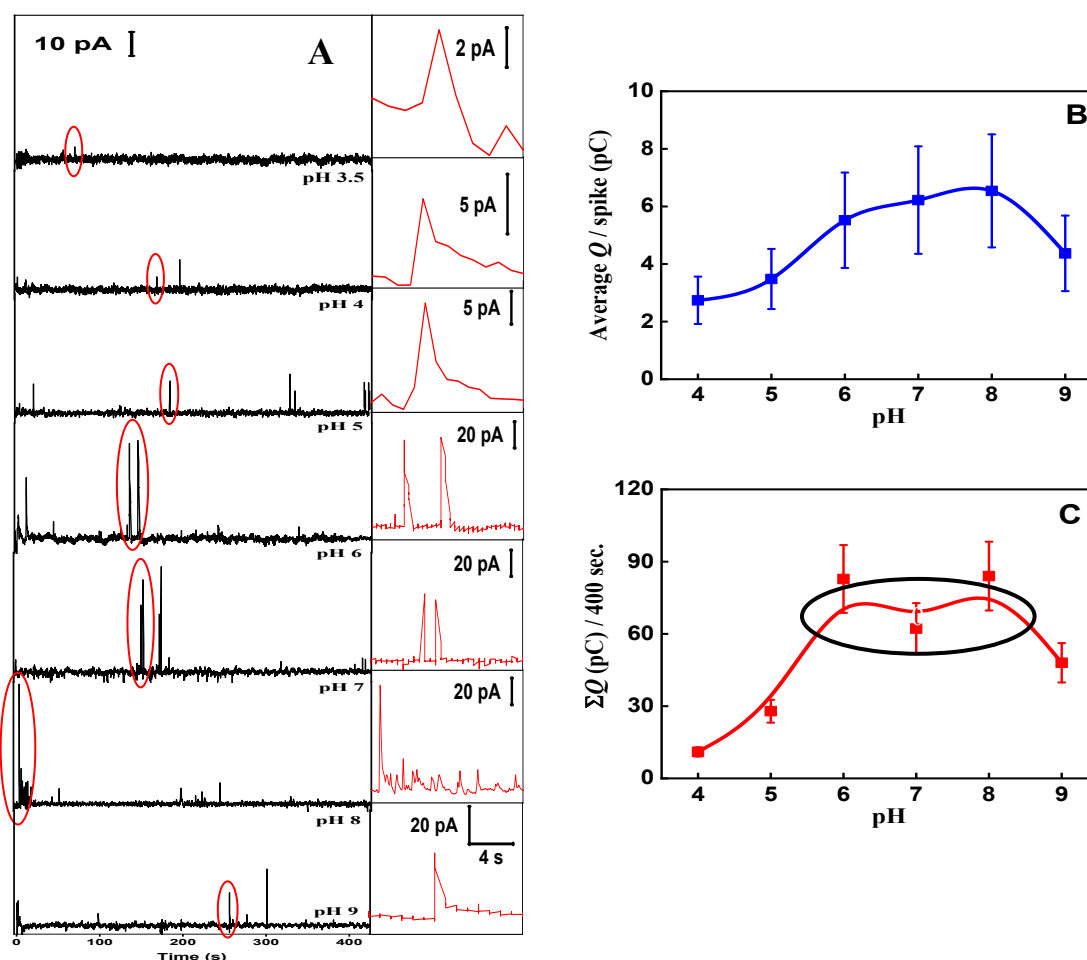 10 pA
A
2 pA
pH 3.5
5 pA
pH 4
5 pA
pH 5
20 pA
pH 6
20 pA
pH 7
20 pA
pH 8
20 pA
4 s
pH 9
0 100 200 300 400
Time (s)
B
Average Q / spike (pC)
10
8
6
4
2
0
4 5 6 7 8 9
pH
C
ΣQ (pC) / 400 sec.
120
90
60
30
0
4 5 6 7 8 9
pH